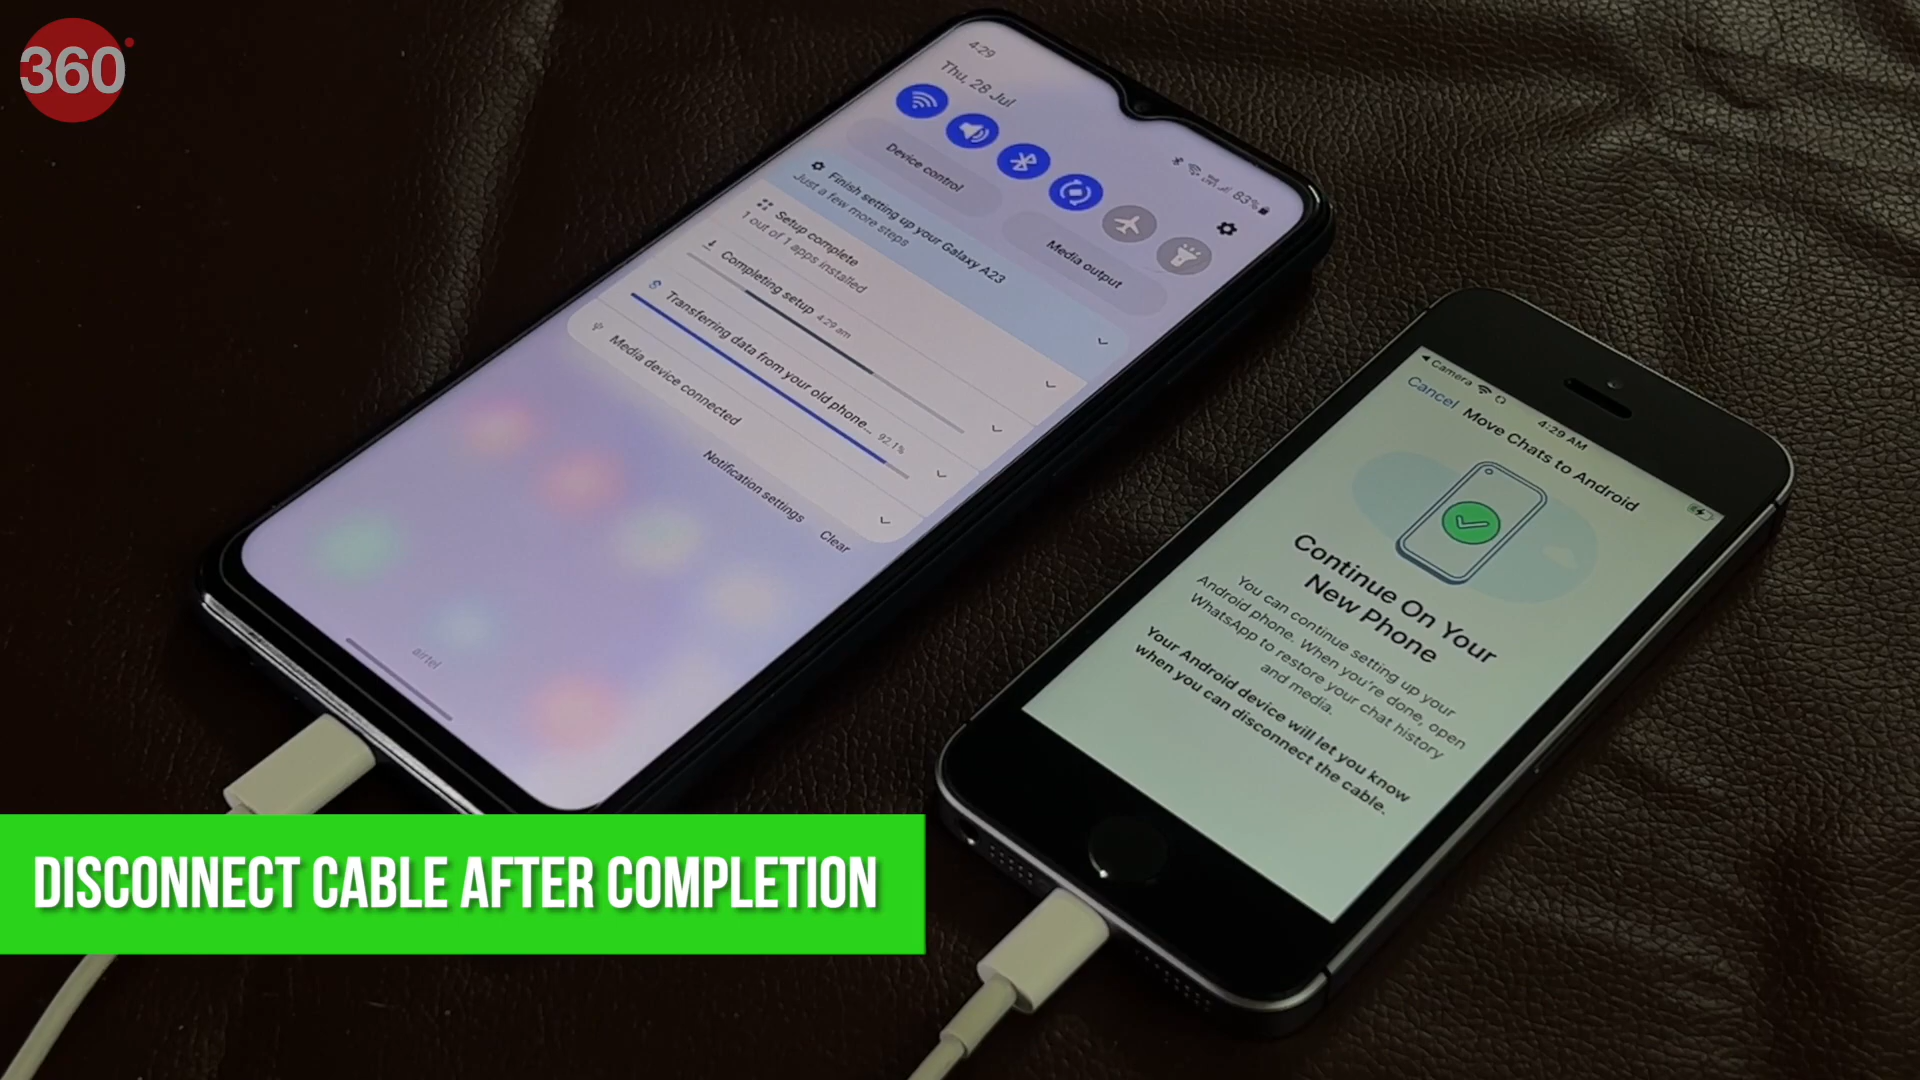 360°
4:29
Thu, 28 Jul
83%
Device control
Media output
Finish setting up your Galaxy A23
Just a few more steps
Setup complete
1 out of 1 apps installed
Completing setup 4:29 am
Transferring data from your old phone... 92.1%
Media device connected
Notification settings
Clear
airtel
Camera
4:29 AM
Cancel Move Chats to Android
Continue On Your
New Phone
You can continue setting up your
Android phone. When you're done, open
WhatsApp to restore your chat history
and media.
Your Android device will let you know
when you can disconnect the cable.
DISCONNECT CABLE AFTER COMPLETION